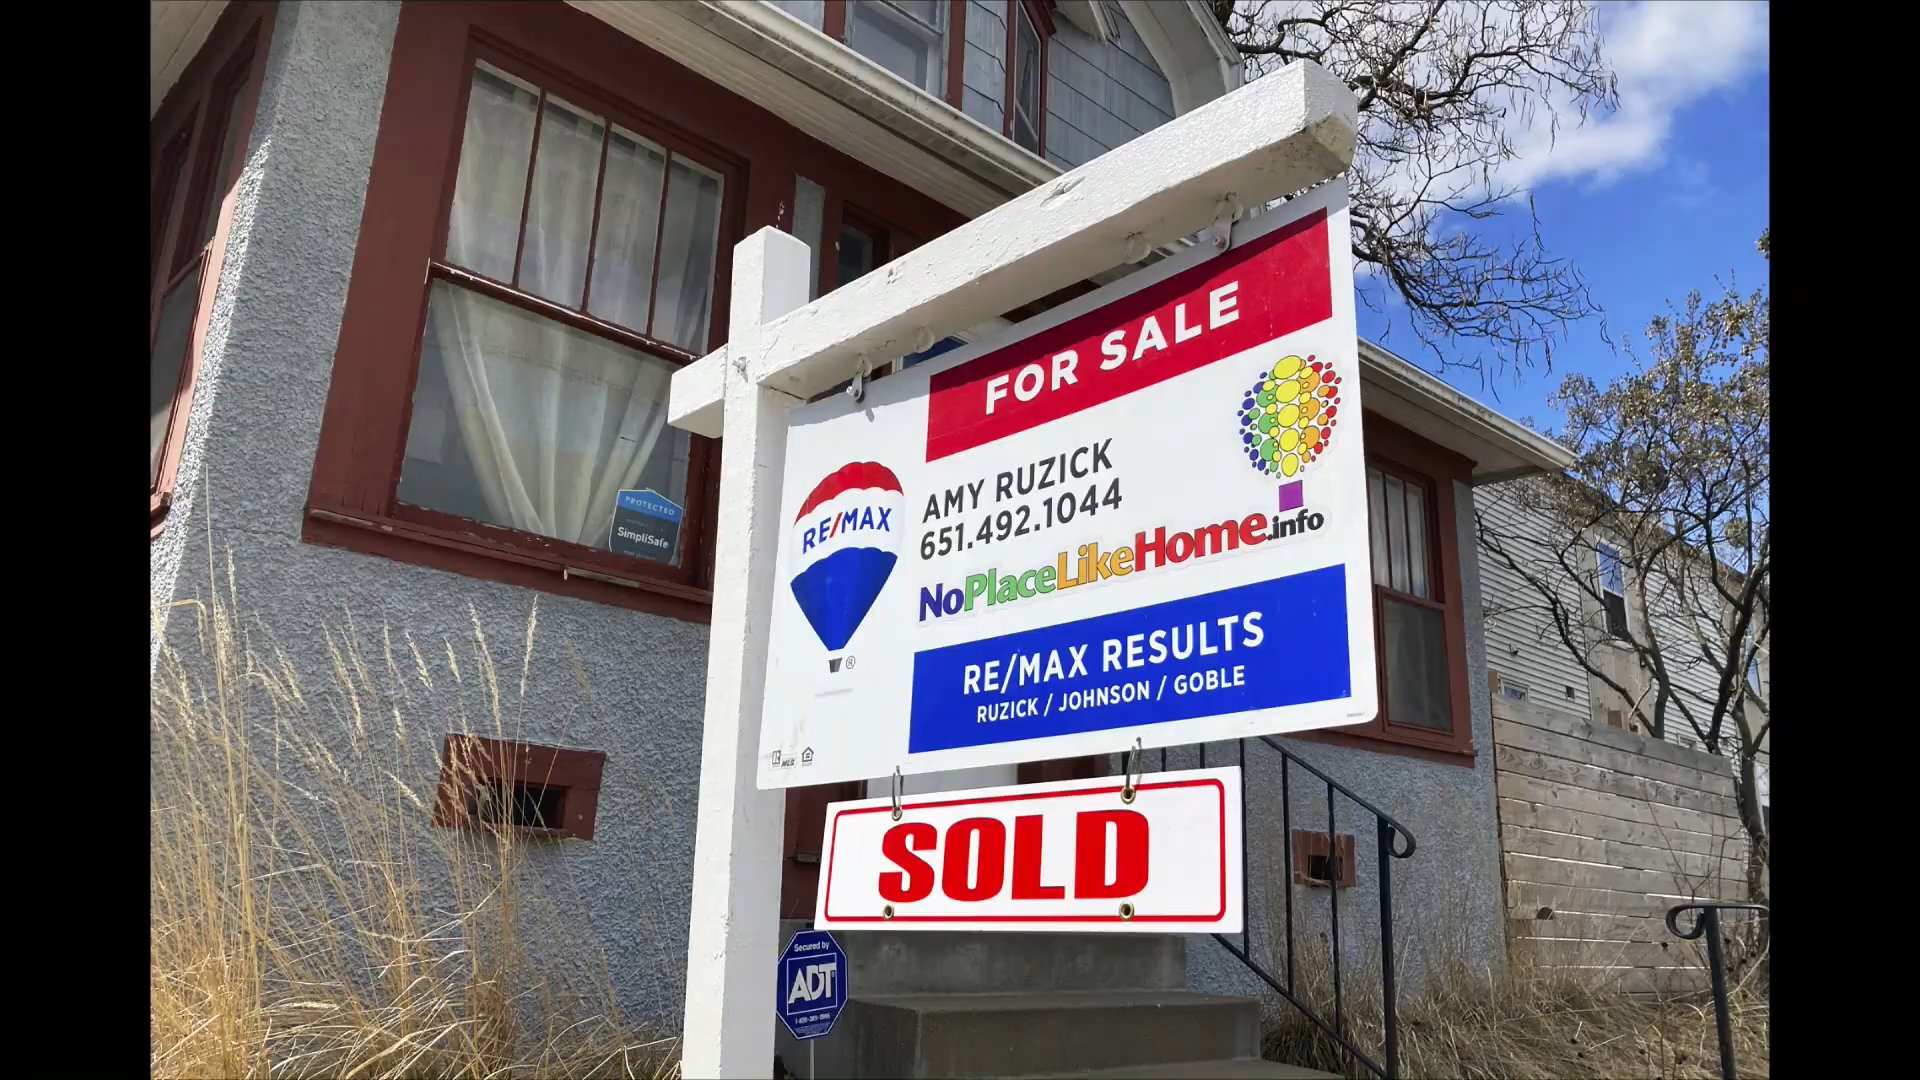 FOR SALE
AMY RUZICK
651.492.1044
NoPlaceLikeHome.info
RE/MAX
®
RE/MAX RESULTS
RUZICK / JOHNSON / GOBLE
SOLD
PROTECTED
SimpliSafe
Secured by
ADT